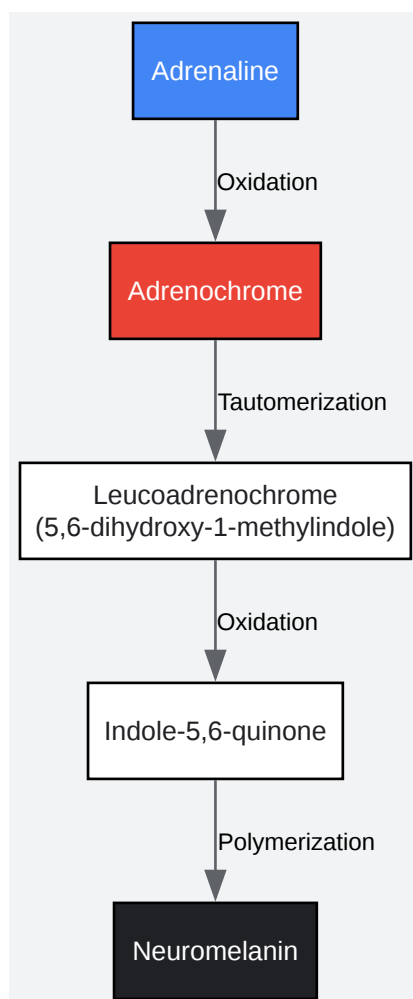 Adrenaline
Oxidation
Adrenochrome
Tautomerization
Leucoadrenochrome
(5,6-dihydroxy-1-methylindole)
Oxidation
Indole-5,6-quinone
Polymerization
Neuromelanin